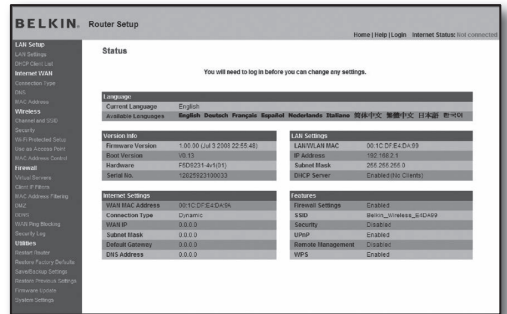 BELKIN. Router Setup
Home | Help | Login Internet Status: Not connected
LAN Setup
LAN Settings
DHCP Client List
Internet WAN
Connection Type
DNS
MAC Address
Wireless
Channel and SSID
Security
Wi-Fi Protected Setup
Use as Access Point
MAC Address Control
Firewall
Virtual Servers
Client IP Filters
MAC Address Filtering
DMZ
DDNS
WAN Ping Blocking
Security Log
Utilities
Restart Router
Restore Factory Defaults
Save/Backup Settings
Restore Previous Settings
Firmware Update
System Settings
Status
You will need to log in before you can change any settings.
Language
Current Language English
Available Languages English Deutsch Français Español Nederlands Italiano 简体中文 繁體中文 日本語 한국어
Version Info
Firmware Version 1.00.00 (Jul 3 2008 22:55:48)
Boot Version V0.13
Hardware F5D8231-4v1(01)
Serial No.
LAN Settings
LAN/WLAN MAC 00:1C:DF:E4:DA:99
IP Address 192.168.2.1
Subnet Mask 255.255.255.0
DHCP Server Enabled(No Clients)
Internet Settings
WAN MAC Address 00:1C:DF:E4:DA:9A
Connection Type Dynamic
WAN IP 0.0.0.0
Subnet Mask 0.0.0.0
Default Gateway 0.0.0.0
DNS Address 0.0.0.0
Features
Firewall Settings Enabled
SSID Belkin_Wireless_E4DA99
Security Disabled
UPnP Enabled
Remote Management Disabled
WPS Enabled